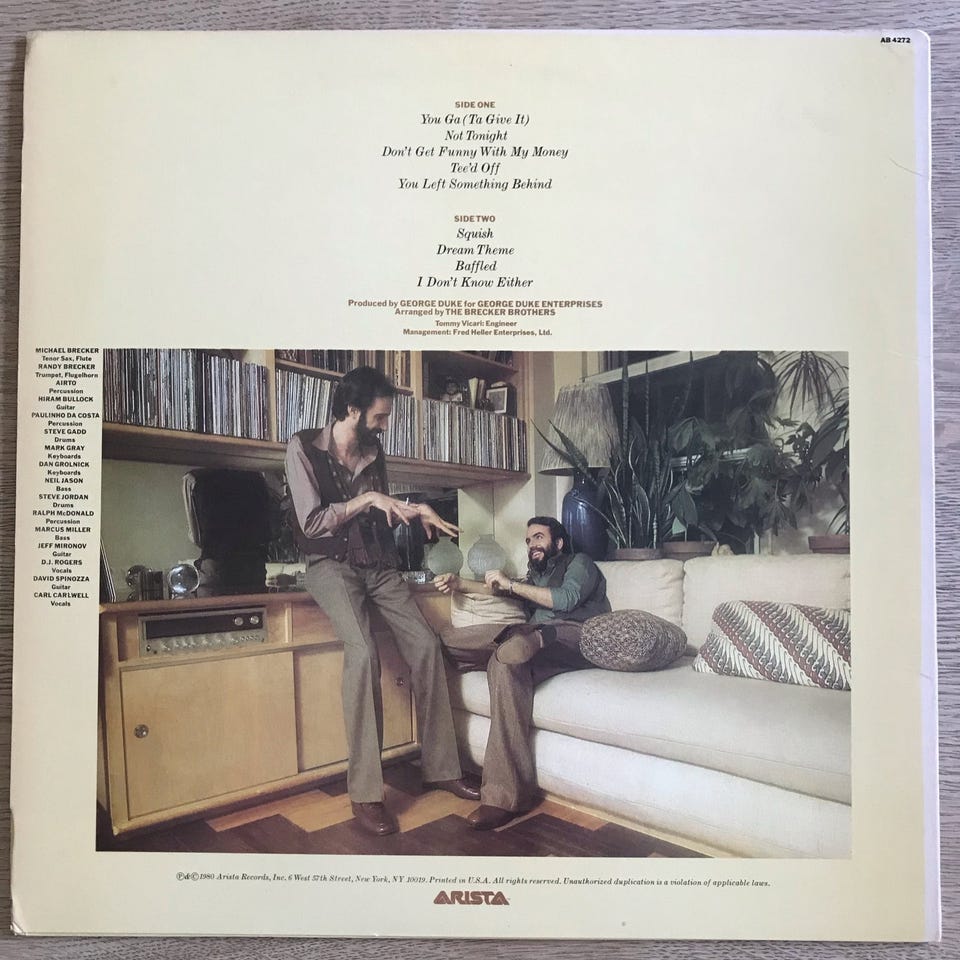 AB 4272
SIDE ONE
You Ga (Ta Give It)
Not Tonight
Don't Get Funny With My Money
Tee'd Off
You Left Something Behind
SIDE TWO
Squish
Dream Theme
Baffled
I Don't Know Either
Produced by GEORGE DUKE for GEORGE DUKE ENTERPRISES
Arranged by THE BRECKER BROTHERS
Tommy Vicari: Engineer
Management: Fred Heller Enterprises, Ltd.
MICHAEL BRECKER
Tenor Sax, Flute
RANDY BRECKER
Trumpet, Flugelhorn
AIRTO
Percussion
HIRAM BULLOCK
Guitar
PAULINHO DA COSTA
Percussion
STEVE GADD
Drums
MARK GRAY
Keyboards
DAN GROLNICK
Keyboards
NEIL JASON
Bass
STEVE JORDAN
Drums
RALPH McDONALD
Percussion
MARCUS MILLER
Bass
JEFF MIRONOV
Guitar
D.J. ROGERS
Vocals
DAVID SPINOZZA
Guitar
CARL CARLWELL
Vocals
℗&©1980 Arista Records, Inc. 6 West 57th Street, New York, NY 10019. Printed in U.S.A. All rights reserved. Unauthorized duplication is a violation of applicable laws.
ARISTA